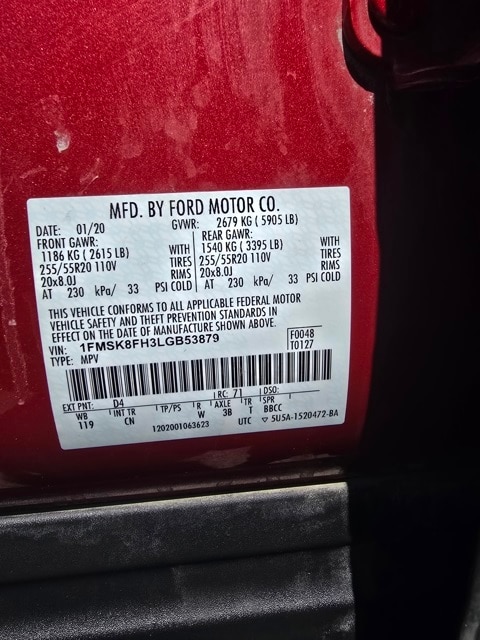 MFD. BY FORD MOTOR CO.
DATE: 01/20 GVWR: 2679 KG ( 5905 LB)
FRONT GAWR: REAR GAWR:
1186 KG ( 2615 LB) WITH 1540 KG ( 3395 LB) WITH
255/55R20 110V TIRES 255/55R20 110V TIRES
20x8.0J RIMS 20x8.0J RIMS
AT 230 kPa/ 33 PSI COLD AT 230 kPa/ 33 PSI COLD
THIS VEHICLE CONFORMS TO ALL APPLICABLE FEDERAL MOTOR
VEHICLE SAFETY AND THEFT PREVENTION STANDARDS IN
EFFECT ON THE DATE OF MANUFACTURE SHOWN ABOVE.
VIN: 1FMSK8FH3LGB53879 F0048
TYPE: MPV T0127
EXT PNT: D4 RC: 71 DSO:
WB INT TR TP/PS R AXLE TR SPR
119 CN W 3B T BBCC
1202001063623 UTC 5U5A-1520472-BA